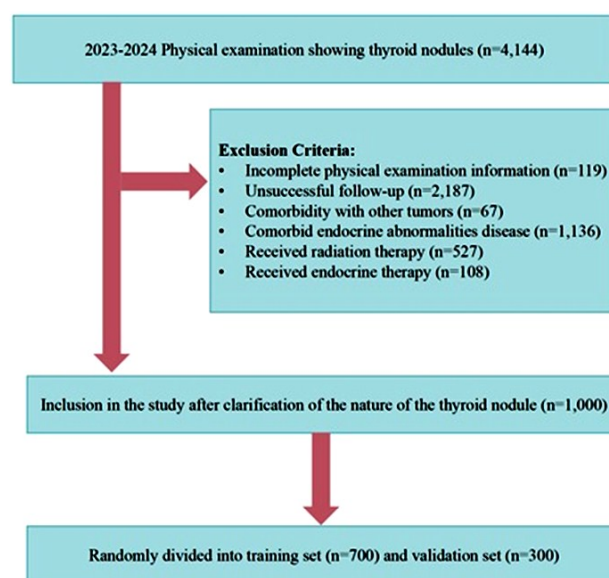 2023-2024 Physical examination showing thyroid nodules (n=4,144)
Exclusion Criteria:
• Incomplete physical examination information (n=119)
• Unsuccessful follow-up (n=2,187)
• Comorbidity with other tumors (n=67)
• Comorbid endocrine abnormalities disease (n=1,136)
• Received radiation therapy (n=527)
• Received endocrine therapy (n=108)
Inclusion in the study after clarification of the nature of the thyroid nodule (n=1,000)
Randomly divided into training set (n=700) and validation set (n=300)